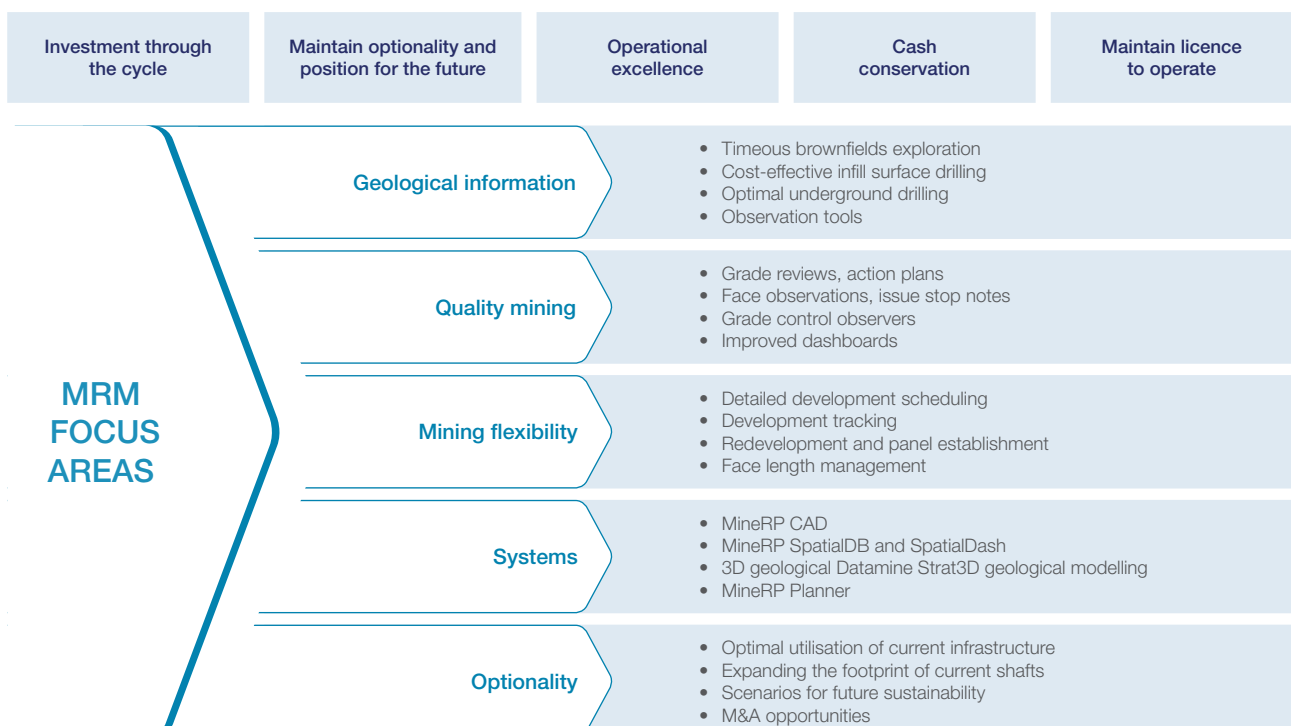 Investment through
the cycle
Maintain optionality and
position for the future
Operational
excellence
Cash
conservation
Maintain licence
to operate
MRM
FOCUS
AREAS
Geological information
• Timeous brownfields exploration
• Cost-effective infill surface drilling
• Optimal underground drilling
• Observation tools
Quality mining
• Grade reviews, action plans
• Face observations, issue stop notes
• Grade control observers
• Improved dashboards
Mining flexibility
• Detailed development scheduling
• Development tracking
• Redevelopment and panel establishment
• Face length management
Systems
• MineRP CAD
• MineRP SpatialDB and SpatialDash
• 3D geological Datamine Strat3D geological modelling
• MineRP Planner
Optionality
• Optimal utilisation of current infrastructure
• Expanding the footprint of current shafts
• Scenarios for future sustainability
• M&A opportunities